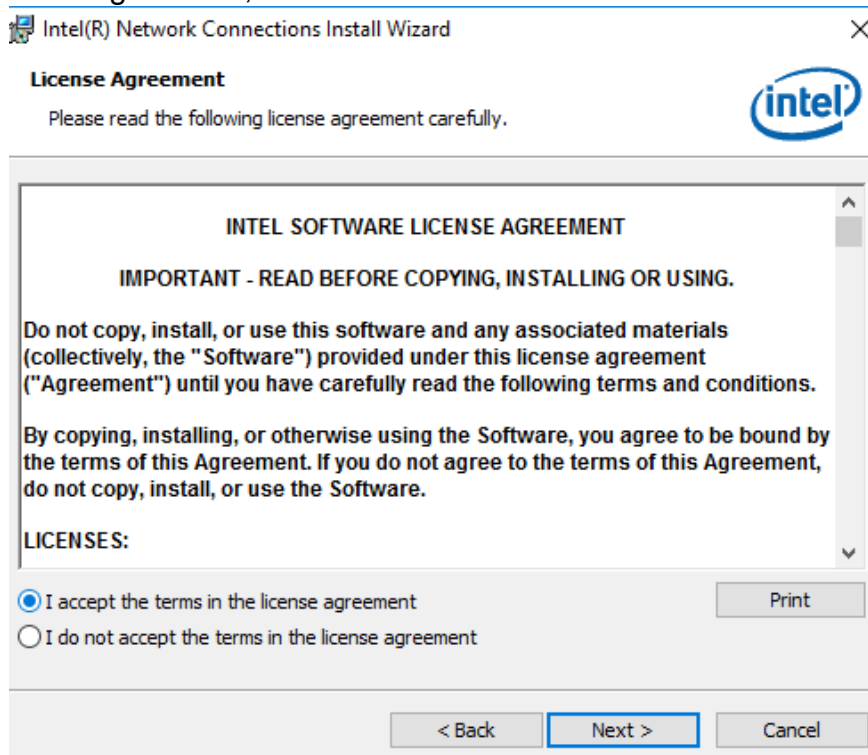 Intel(R) Network Connections Install Wizard
License Agreement
Please read the following license agreement carefully.
intel
INTEL SOFTWARE LICENSE AGREEMENT
IMPORTANT - READ BEFORE COPYING, INSTALLING OR USING.
Do not copy, install, or use this software and any associated materials
(collectively, the "Software") provided under this license agreement
("Agreement") until you have carefully read the following terms and conditions.
By copying, installing, or otherwise using the Software, you agree to be bound by
the terms of this Agreement. If you do not agree to the terms of this Agreement,
do not copy, install, or use the Software.
LICENSES:
I accept the terms in the license agreement
Print
I do not accept the terms in the license agreement
< Back
Next >
Cancel